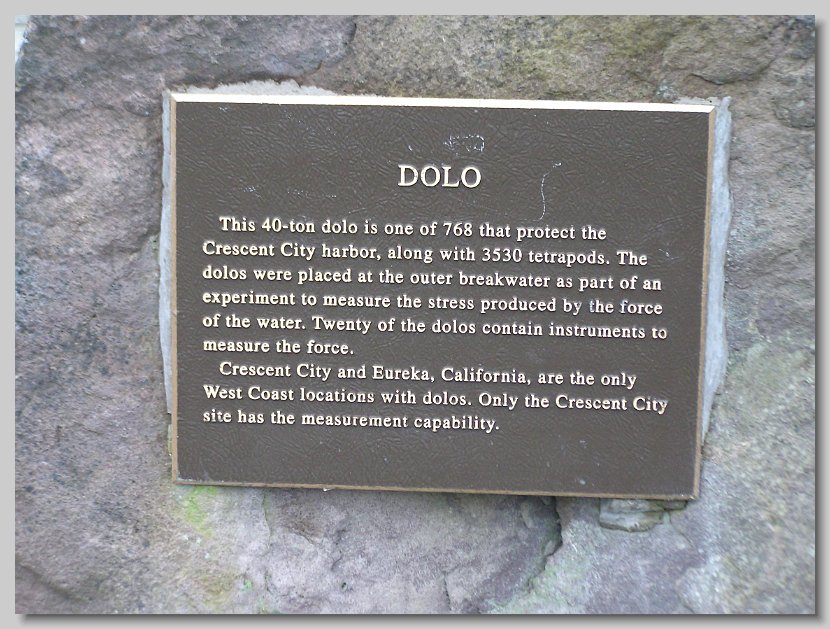 DOLO
This 40-ton dolo is one of 768 that protect the
Crescent City harbor, along with 3530 tetrapods. The
dolos were placed at the outer breakwater as part of an
experiment to measure the stress produced by the force
of the water. Twenty of the dolos contain instruments to
measure the force.
Crescent City and Eureka, California, are the only
West Coast locations with dolos. Only the Crescent City
site has the measurement capability.